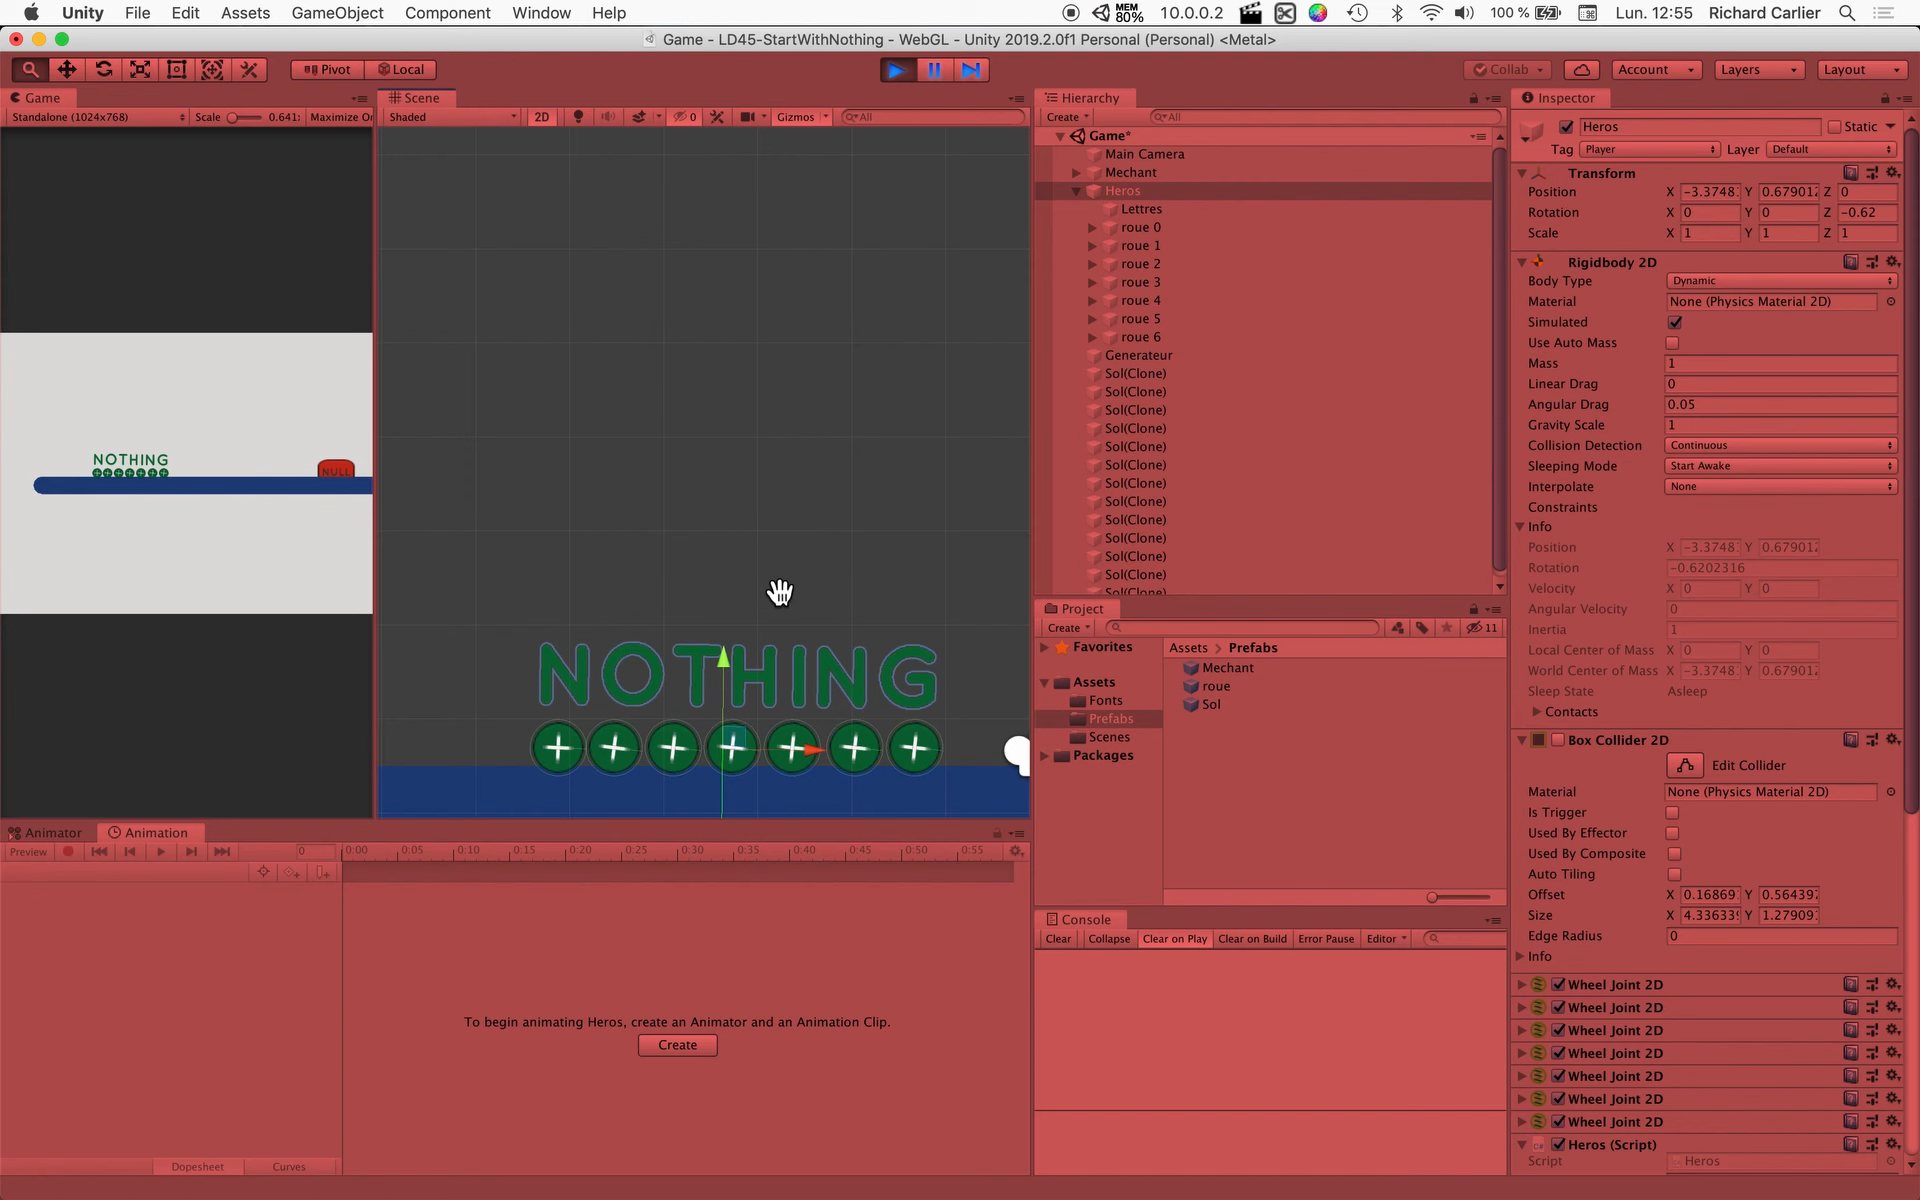 Unity File Edit Assets GameObject Component Window Help MEM 80% 10.0.0.2 100 % Lun. 12:55 Richard Carlier
Game - LD45-StartWithNothing - WebGL - Unity 2019.2.0f1 Personal (Personal) <Metal>
Pivot Local Collab Account Layers Layout
Game
Standalone (1024x768) Scale 0.641: Maximize On
NOTHING
NULL
Scene
Shaded 2D 0 Gizmos All
NOTHING
Hierarchy
Create All
Game*
Main Camera
Mechant
Heros
Lettres
roue 0
roue 1
roue 2
roue 3
roue 4
roue 5
roue 6
Generateur
Sol(Clone)
Sol(Clone)
Sol(Clone)
Sol(Clone)
Sol(Clone)
Sol(Clone)
Sol(Clone)
Sol(Clone)
Sol(Clone)
Sol(Clone)
Sol(Clone)
Sol(Clone)
Sol(Clone)
Project
Create 11
Favorites
Assets
Fonts
Prefabs
Scenes
Packages
Assets > Prefabs
Mechant
roue
Sol
Console
Clear Collapse Clear on Play Clear on Build Error Pause Editor
Animator Animation
Preview 0 0:00 0:05 0:10 0:15 0:20 0:25 0:30 0:35 0:40 0:45 0:50 0:55
To begin animating Heros, create an Animator and an Animation Clip.
Create
Dopesheet Curves
Inspector
Heros Static
Tag Player Layer Default
Transform
Position X -3.3748 Y 0.679012 Z 0
Rotation X 0 Y 0 Z -0.62
Scale X 1 Y 1 Z 1
Rigidbody 2D
Body Type Dynamic
Material None (Physics Material 2D)
Simulated
Use Auto Mass
Mass 1
Linear Drag 0
Angular Drag 0.05
Gravity Scale 1
Collision Detection Continuous
Sleeping Mode Start Awake
Interpolate None
Constraints
Info
Position X -3.3748 Y 0.679012
Rotation -0.6202316
Velocity X 0 Y 0
Angular Velocity 0
Inertia 1
Local Center of Mass X 0 Y 0
World Center of Mass X -3.3748 Y 0.679012
Sleep State Asleep
Contacts
Box Collider 2D
Edit Collider
Material None (Physics Material 2D)
Is Trigger
Used By Effector
Used By Composite
Auto Tiling
Offset X 0.16869 Y 0.564397
Size X 4.33633 Y 1.27909
Edge Radius 0
Info
Wheel Joint 2D
Wheel Joint 2D
Wheel Joint 2D
Wheel Joint 2D
Wheel Joint 2D
Wheel Joint 2D
Wheel Joint 2D
Heros (Script)
Script Heros